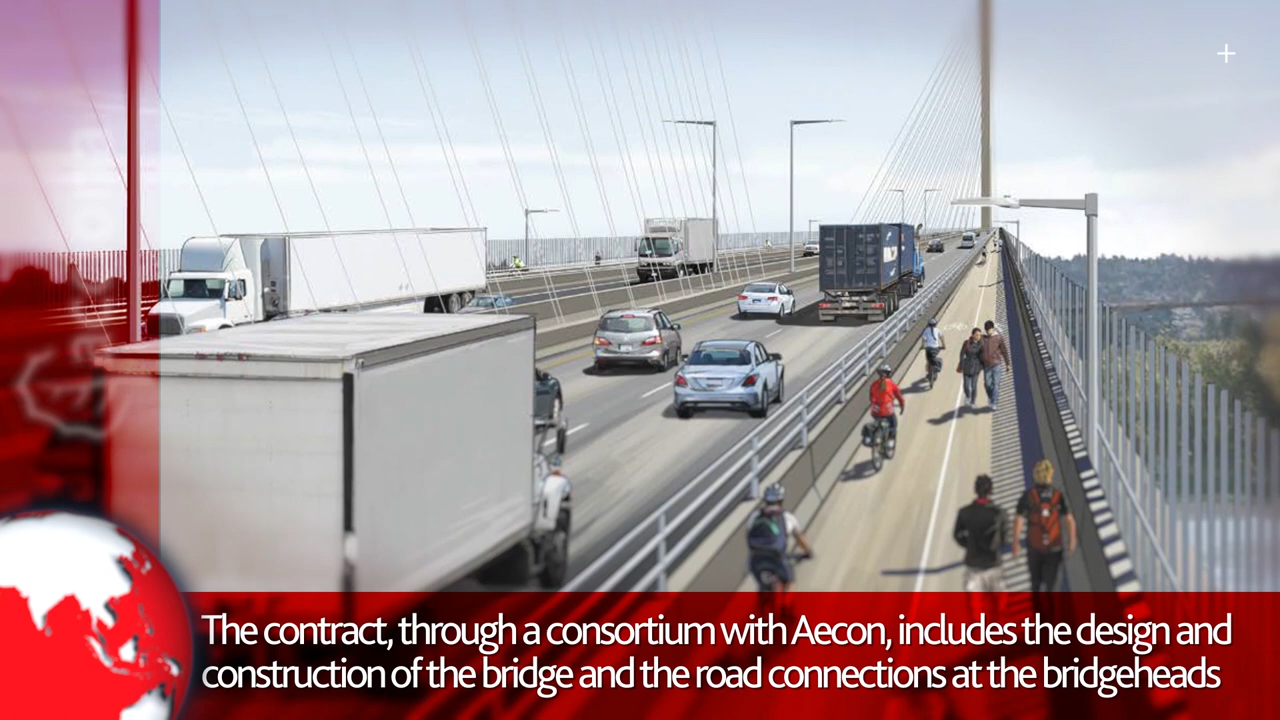 The contract, through a consortium with Aecon, includes the design and
construction of the bridge and the road connections at the bridgeheads